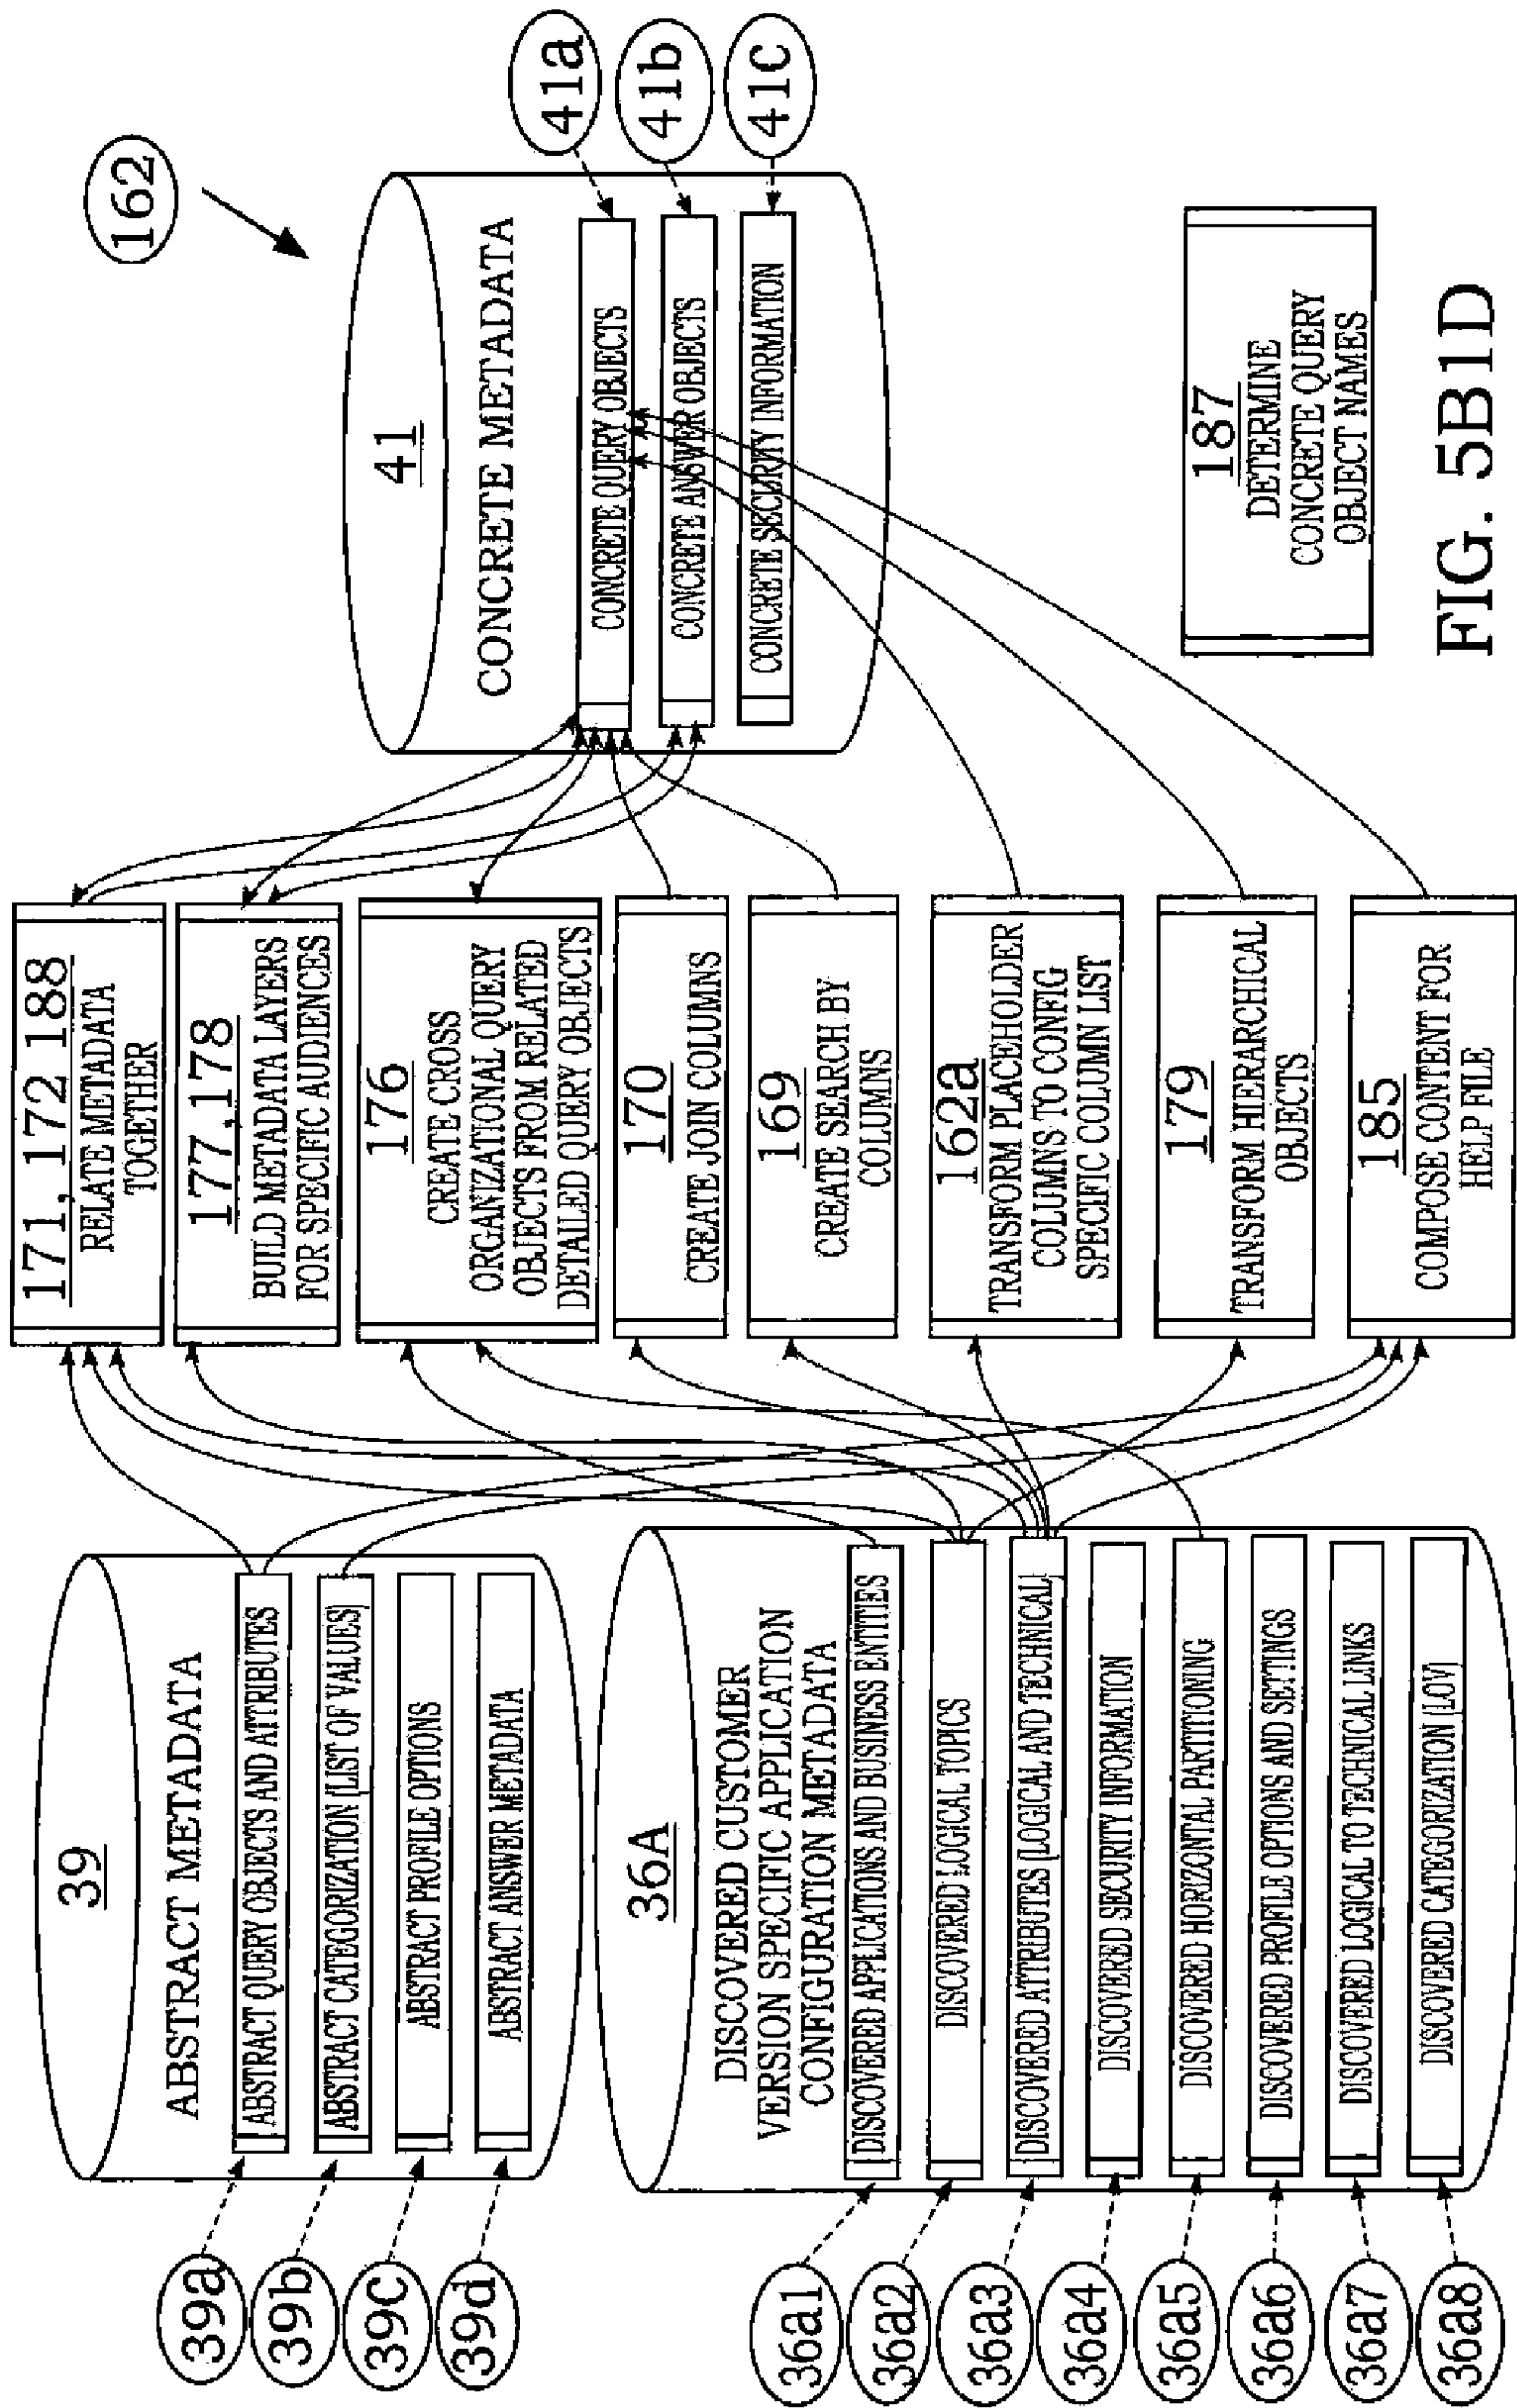 162
39
ABSTRACT METADATA
39a
ABSTRACT QUERY OBJECTS AND ATTRIBUTES
39b
ABSTRACT CATEGORIZATION (LIST OF VALUES)
39c
ABSTRACT PROFILE OPTIONS
39d
ABSTRACT ANSWER METADATA
36A
DISCOVERED CUSTOMER
VERSION SPECIFIC APPLICATION
CONFIGURATION METADATA
36a1
DISCOVERED APPLICATIONS AND BUSINESS ENTITIES
36a2
DISCOVERED LOGICAL TOPICS
36a3
DISCOVERED ATTRIBUTES (LOGICAL AND TECHNICAL)
36a4
DISCOVERED SECURITY INFORMATION
36a5
DISCOVERED HORIZONTAL PARTITIONING
36a6
DISCOVERED PROFILE OPTIONS AND SETTINGS
36a7
DISCOVERED LOGICAL TO TECHNICAL LINKS
36a8
DISCOVERED CATEGORIZATION (LOV)
171, 172 188
RELATE METADATA
TOGETHER
177,178
BUILD METADATA LAYERS
FOR SPECIFIC AUDIENCES
176
CREATE CROSS
ORGANIZATIONAL QUERY
OBJECTS FROM RELATED
DETAILED QUERY OBJECTS
170
CREATE JOIN COLUMNS
169
CREATE SEARCH BY
COLUMNS
162a
TRANSFORM PLACEHOLDER
COLUMNS TO CONFIG
SPECIFIC COLUMN LIST
179
TRANSFORM HIERARCHICAL
OBJECTS
185
COMPOSE CONTENT FOR
HELP FILE
41
CONCRETE METADATA
CONCRETE QUERY OBJECTS
41a
CONCRETE ANSWER OBJECTS
41b
CONCRETE SECURITY INFORMATION
41c
187
DETERMINE
CONCRETE QUERY
OBJECT NAMES
FIG. 5B1D